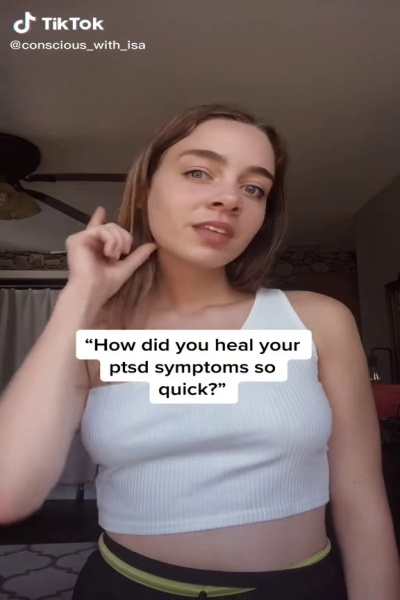 TikTok
@conscious_with_isa
“How did you heal your
ptsd symptoms so
quick?”